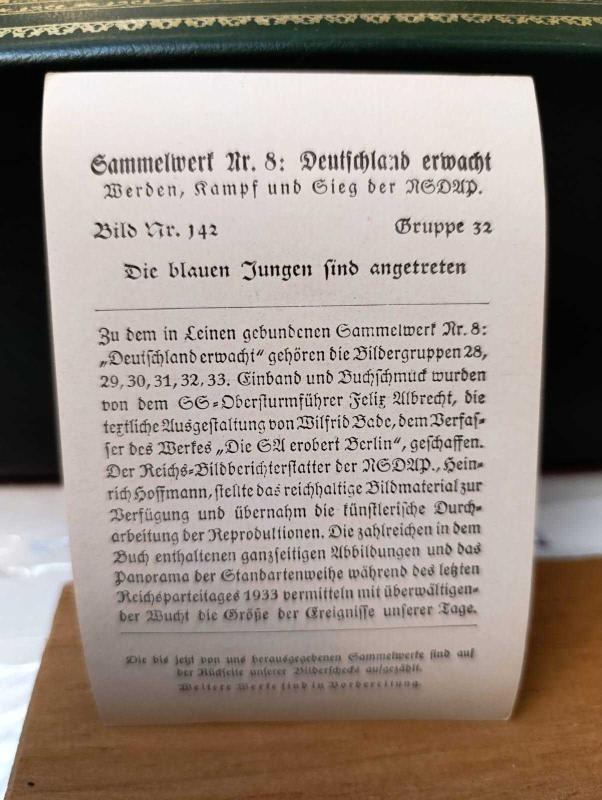 Sammelwerk Nr. 8: Deutschland erwacht
Werden, Kampf und Sieg der NSDAP.
Bild Nr. 142 Gruppe 32
Die blauen Jungen sind angetreten
Zu dem in Leinen gebundenen Sammelwerk Nr. 8:
„Deutschland erwacht“ gehören die Bildergruppen 28,
29, 30, 31, 32, 33. Einband und Buchschmuck wurden
von dem SS-Obersturmführer Felix Albrecht, die
textliche Ausgestaltung von Wilfrid Bade, dem Verfas-
ser des Werkes „Die SA erobert Berlin“, geschaffen.
Der Reichs-Bildberichterstatter der NSDAP., Hein-
rich Hoffmann, stellte das reichhaltige Bildmaterial zur
Verfügung und übernahm die künstlerische Durch-
arbeitung der Reproduktionen. Die zahlreichen in dem
Buch enthaltenen ganzseitigen Abbildungen und das
Panorama der Standartenweihe während des letzten
Reichsparteitages 1933 vermitteln mit überwältigen-
der Wucht die Größe der Ereignisse unserer Tage.
Die bis jetzt von uns herausgegebenen Sammelwerke sind auf
der Rückseite unserer Bilderschecks aufgezählt.
Weitere Werke sind in Vorbereitung.